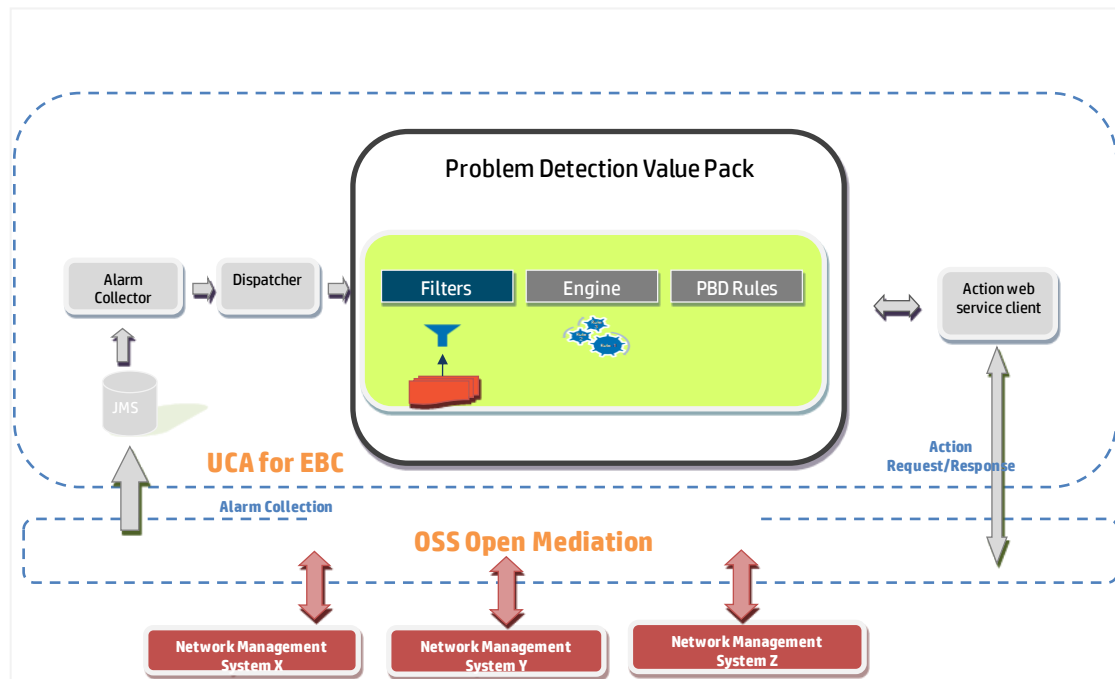 Problem Detection Value Pack
Alarm
Collector
Dispatcher
Filters
Engine
PBD Rules
Action web
service client
JMS
UCA for EBC
Action
Request/Response
Alarm Collection
OSS Open Mediation
Network Management
System X
Network Management
System Y
Network Management
System Z